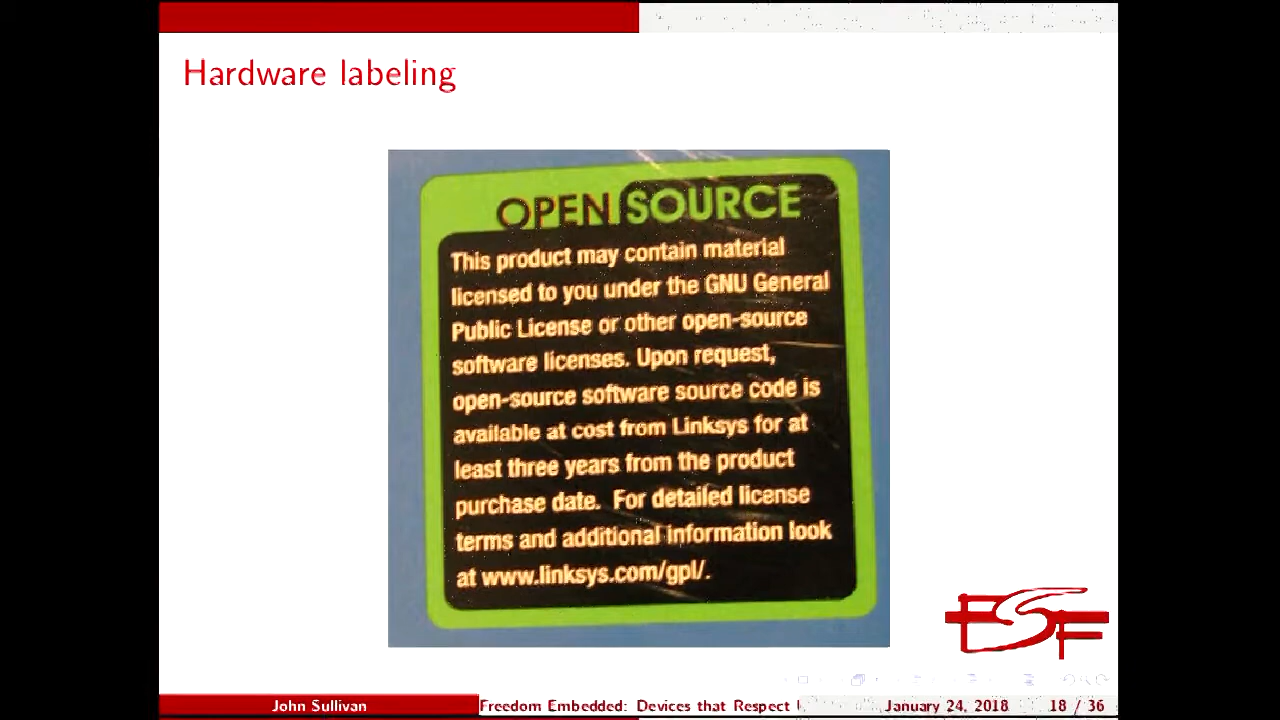 Hardware labeling
OPEN SOURCE
This product may contain material
licensed to you under the GNU General
Public License or other open-source
software licenses. Upon request,
open-source software source code is
available at cost from Linksys for at
least three years from the product
purchase date. For detailed license
terms and additional information look
at www.linksys.com/gpl/.
FSF
John Sullivan
Freedom Embedded: Devices that Respect
January 24, 2018
18 / 36